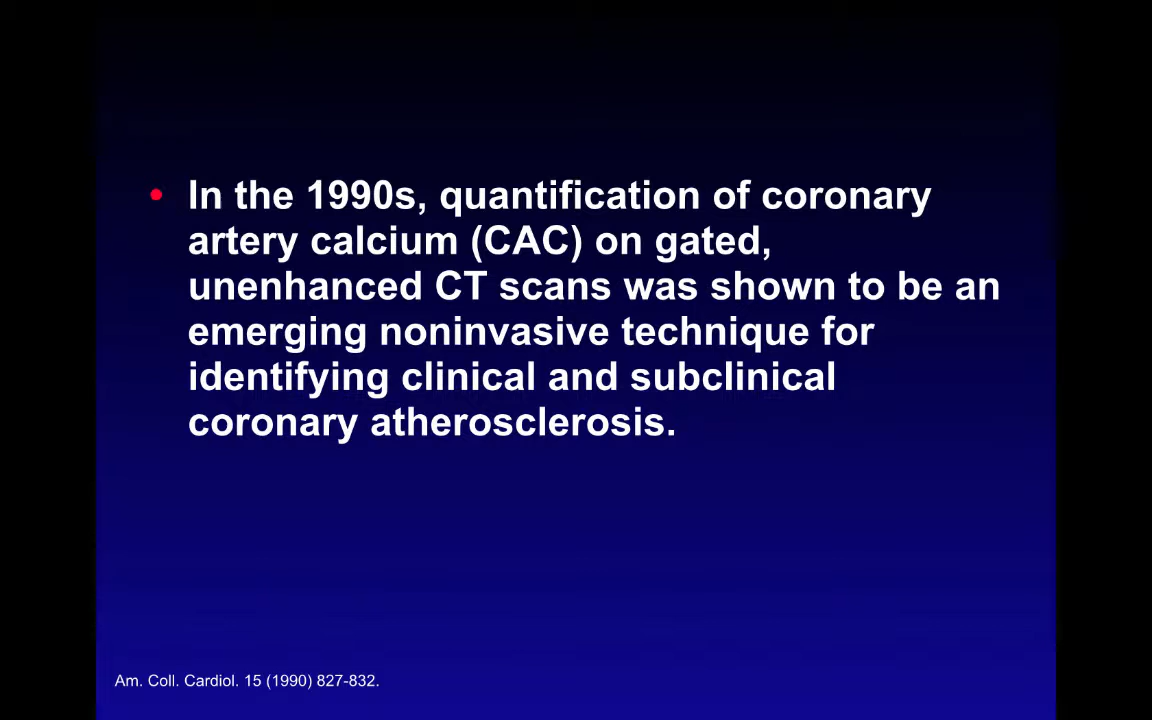 • In the 1990s, quantification of coronary
artery calcium (CAC) on gated,
unenhanced CT scans was shown to be an
emerging noninvasive technique for
identifying clinical and subclinical
coronary atherosclerosis.
Am. Coll. Cardiol. 15 (1990) 827-832.